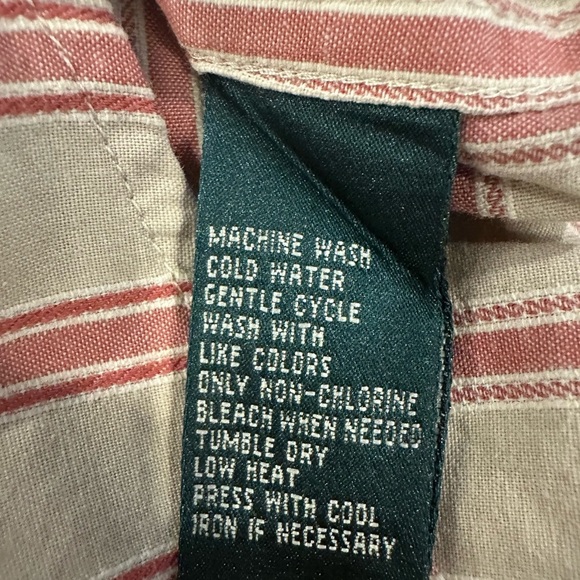 MACHINE WASH
COLD WATER
GENTLE CYCLE
WASH WITH
LIKE COLORS
ONLY NON-CHLORINE
BLEACH WHEN NEEDED
TUMBLE DRY
LOW HEAT
PRESS WITH COOL
IRON IF NECESSARY